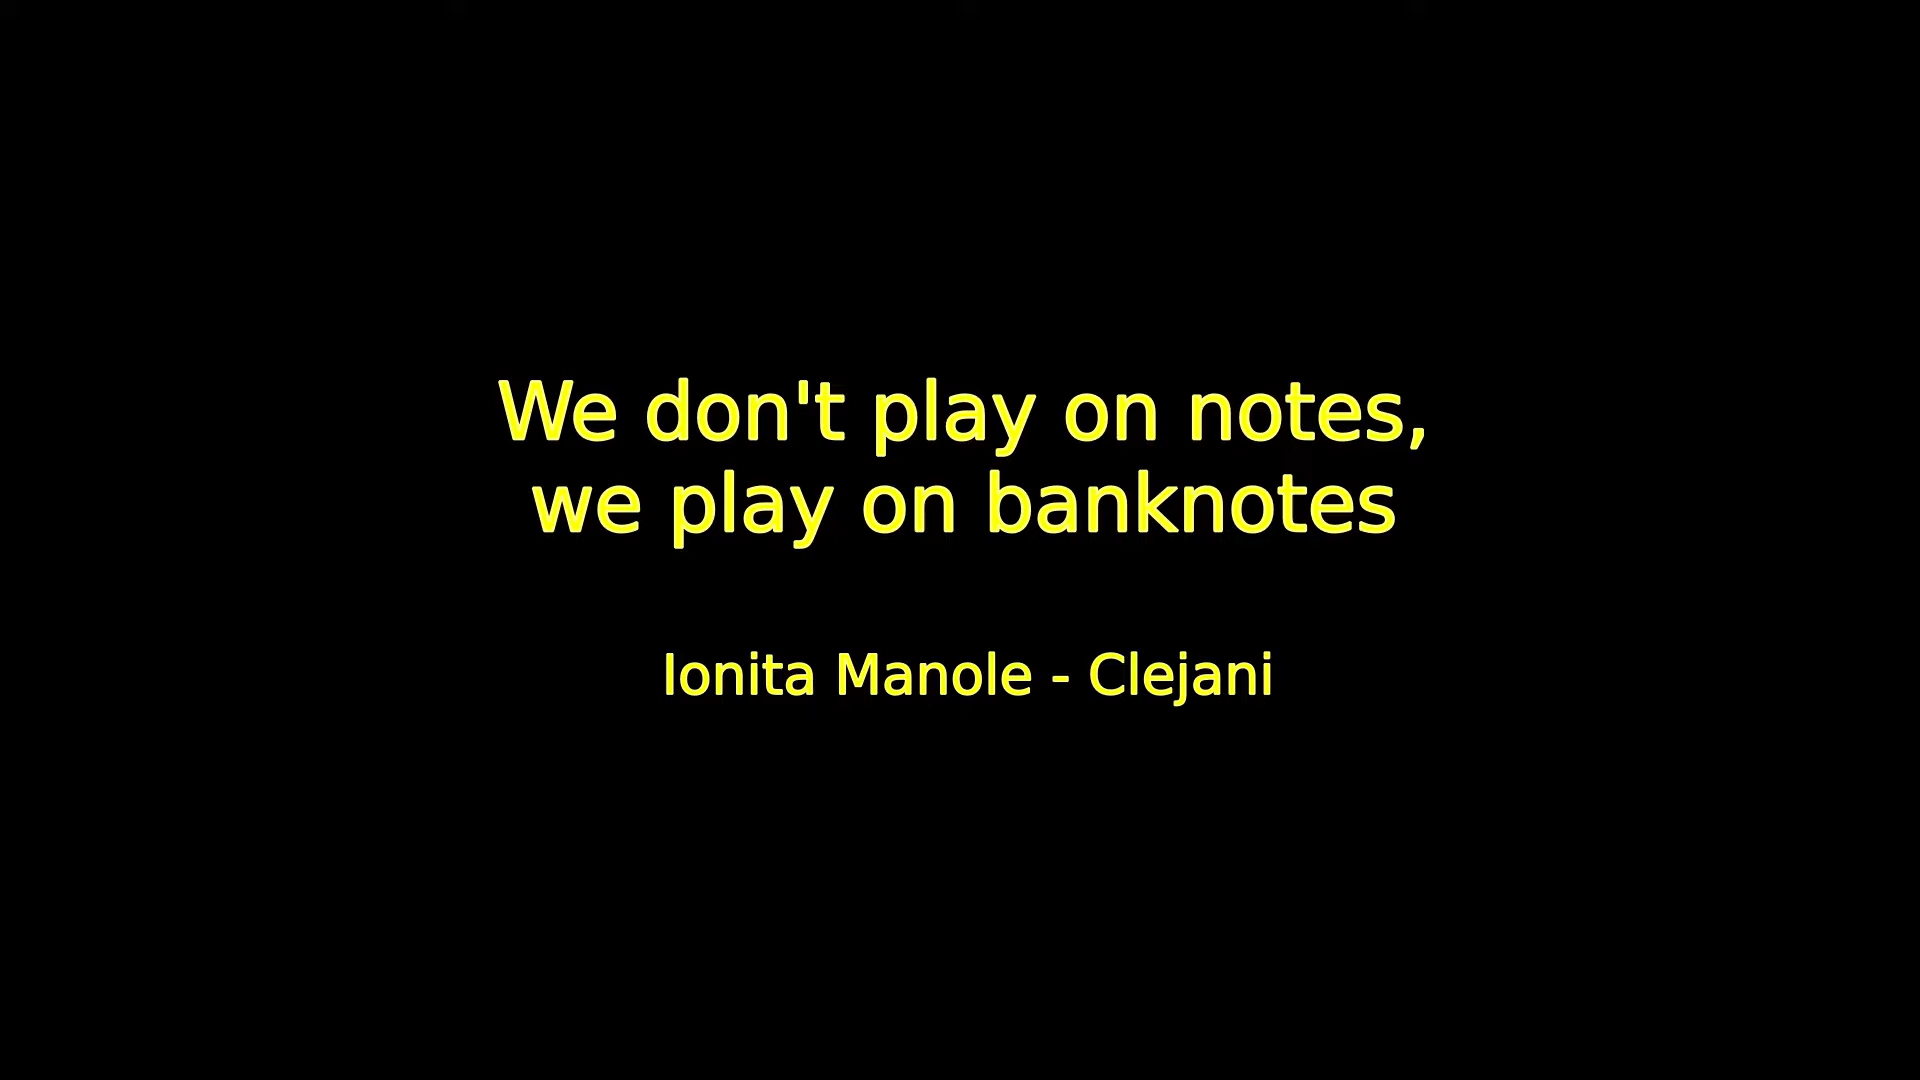 We don't play on notes,
we play on banknotes
Ionita Manole - Clejani